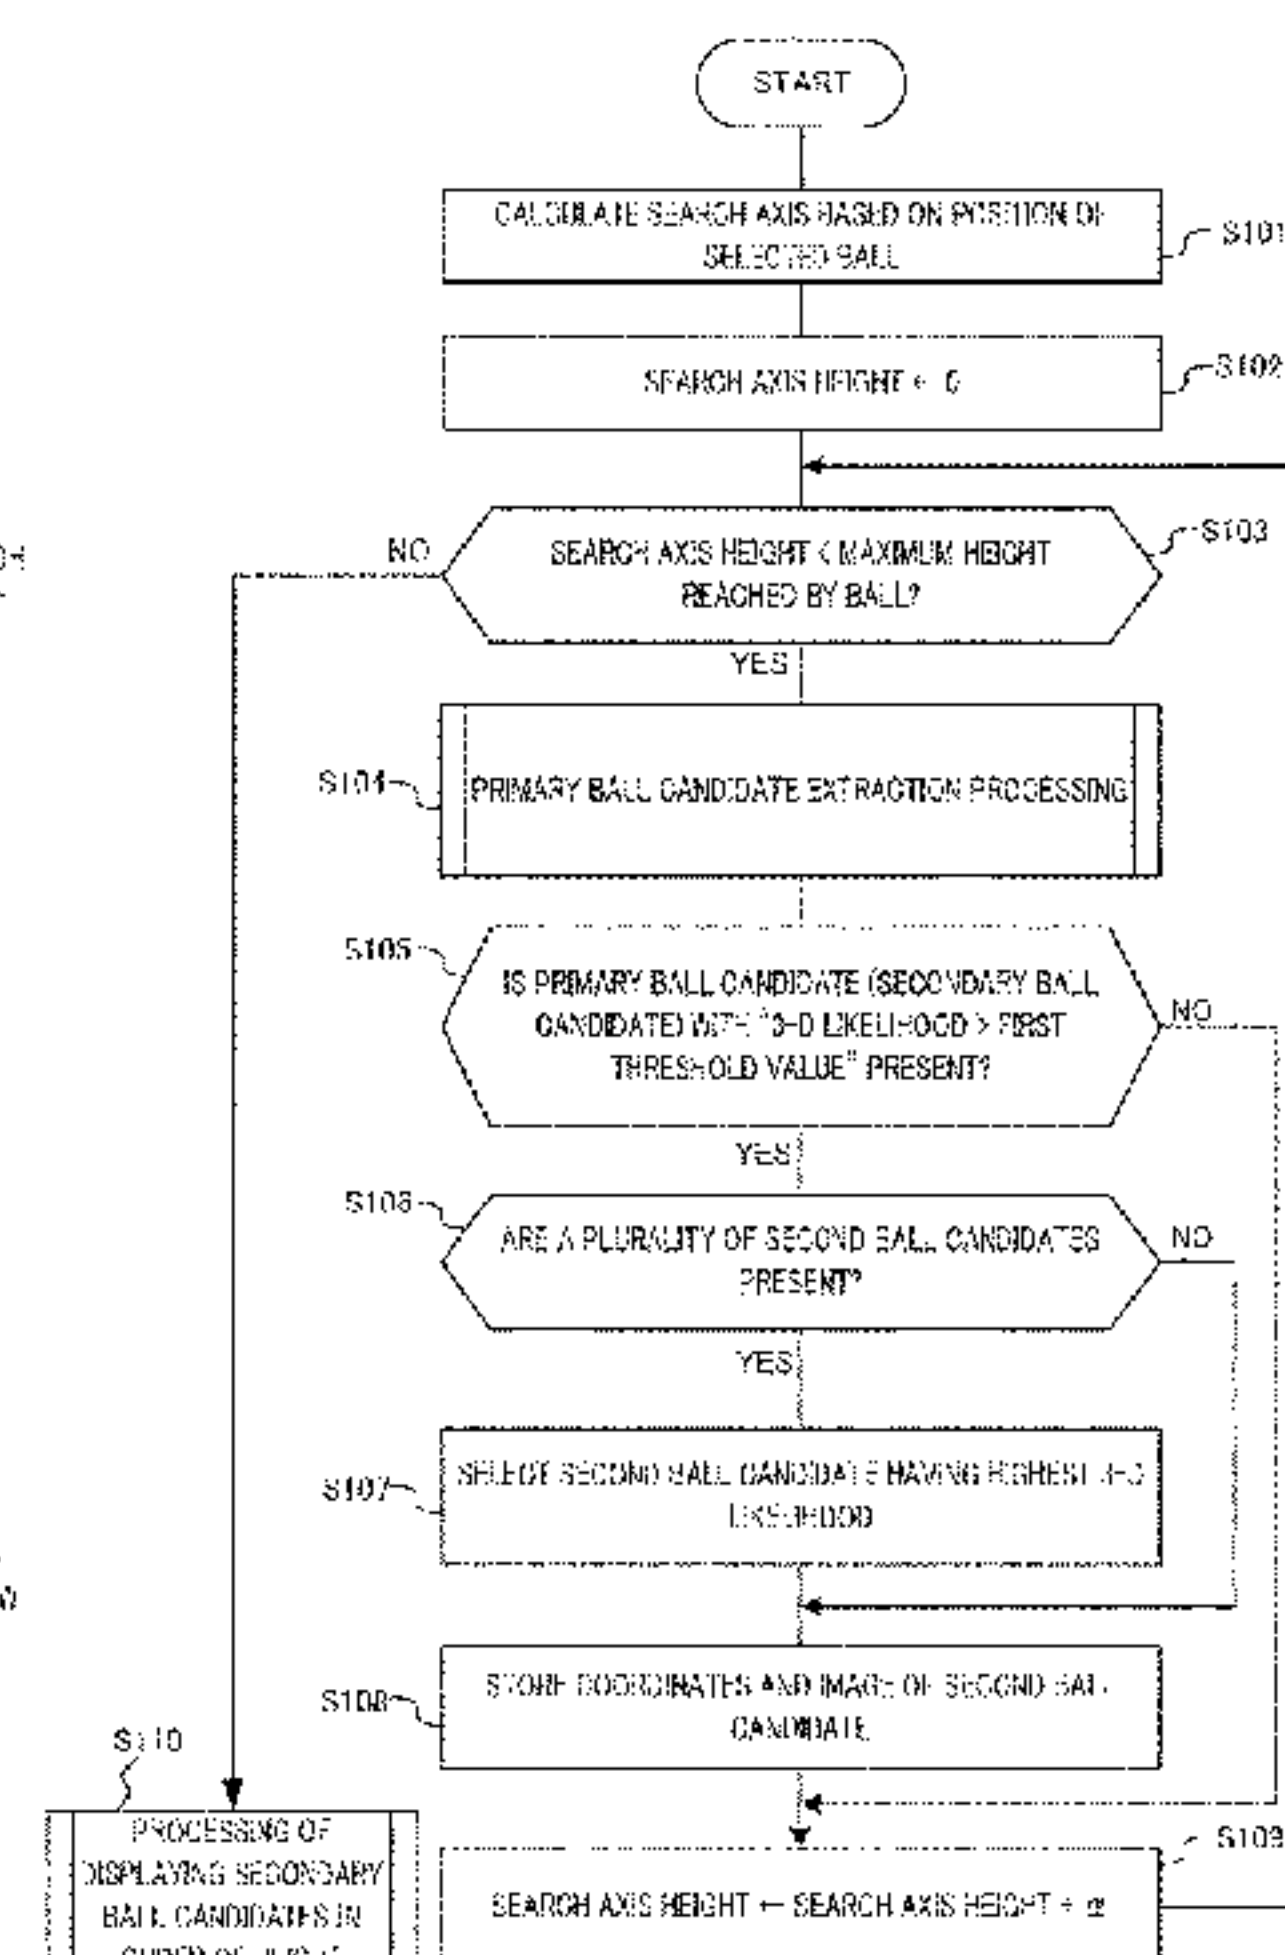 START
CALCULATE SEARCH AXIS BASED ON POSITION OF
SELECTED BALL
S101
SEARCH AXIS HEIGHT ← 0
S102
SEARCH AXIS HEIGHT < MAXIMUM HEIGHT
REACHED BY BALL?
S103
NO
YES
S104
PRIMARY BALL CANDIDATE EXTRACTION PROCESSING
S105
IS PRIMARY BALL CANDIDATE (SECONDARY BALL
CANDIDATE) WITH "3-D LIKELIHOOD > FIRST
THRESHOLD VALUE" PRESENT?
NO
YES
S106
ARE A PLURALITY OF SECOND BALL CANDIDATES
PRESENT?
NO
YES
S107
SELECT SECOND BALL CANDIDATE HAVING HIGHEST 3-D
LIKELIHOOD
S108
STORE COORDINATES AND IMAGE OF SECOND BALL
CANDIDATE
S110
PROCESSING OF
DISPLAYING SECONDARY
BALL CANDIDATES IN
S109
SEARCH AXIS HEIGHT ← SEARCH AXIS HEIGHT + α